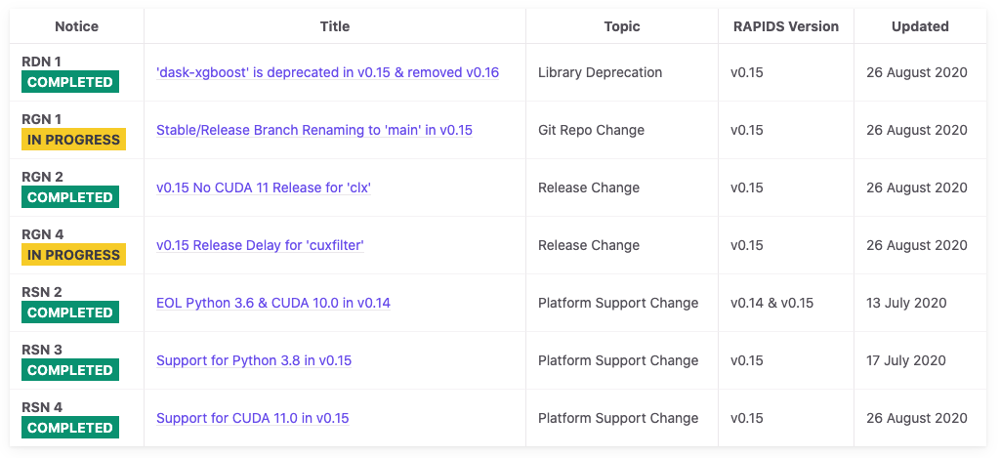 Notice Title Topic RAPIDS Version Updated
RDN 1
COMPLETED
'dask-xgboost' is deprecated in v0.15 & removed v0.16 Library Deprecation v0.15 26 August 2020
RGN 1
IN PROGRESS
Stable/Release Branch Renaming to 'main' in v0.15 Git Repo Change v0.15 26 August 2020
RGN 2
COMPLETED
v0.15 No CUDA 11 Release for 'clx' Release Change v0.15 26 August 2020
RGN 4
IN PROGRESS
v0.15 Release Delay for 'cuxfilter' Release Change v0.15 26 August 2020
RSN 2
COMPLETED
EOL Python 3.6 & CUDA 10.0 in v0.14 Platform Support Change v0.14 & v0.15 13 July 2020
RSN 3
COMPLETED
Support for Python 3.8 in v0.15 Platform Support Change v0.15 17 July 2020
RSN 4
COMPLETED
Support for CUDA 11.0 in v0.15 Platform Support Change v0.15 26 August 2020